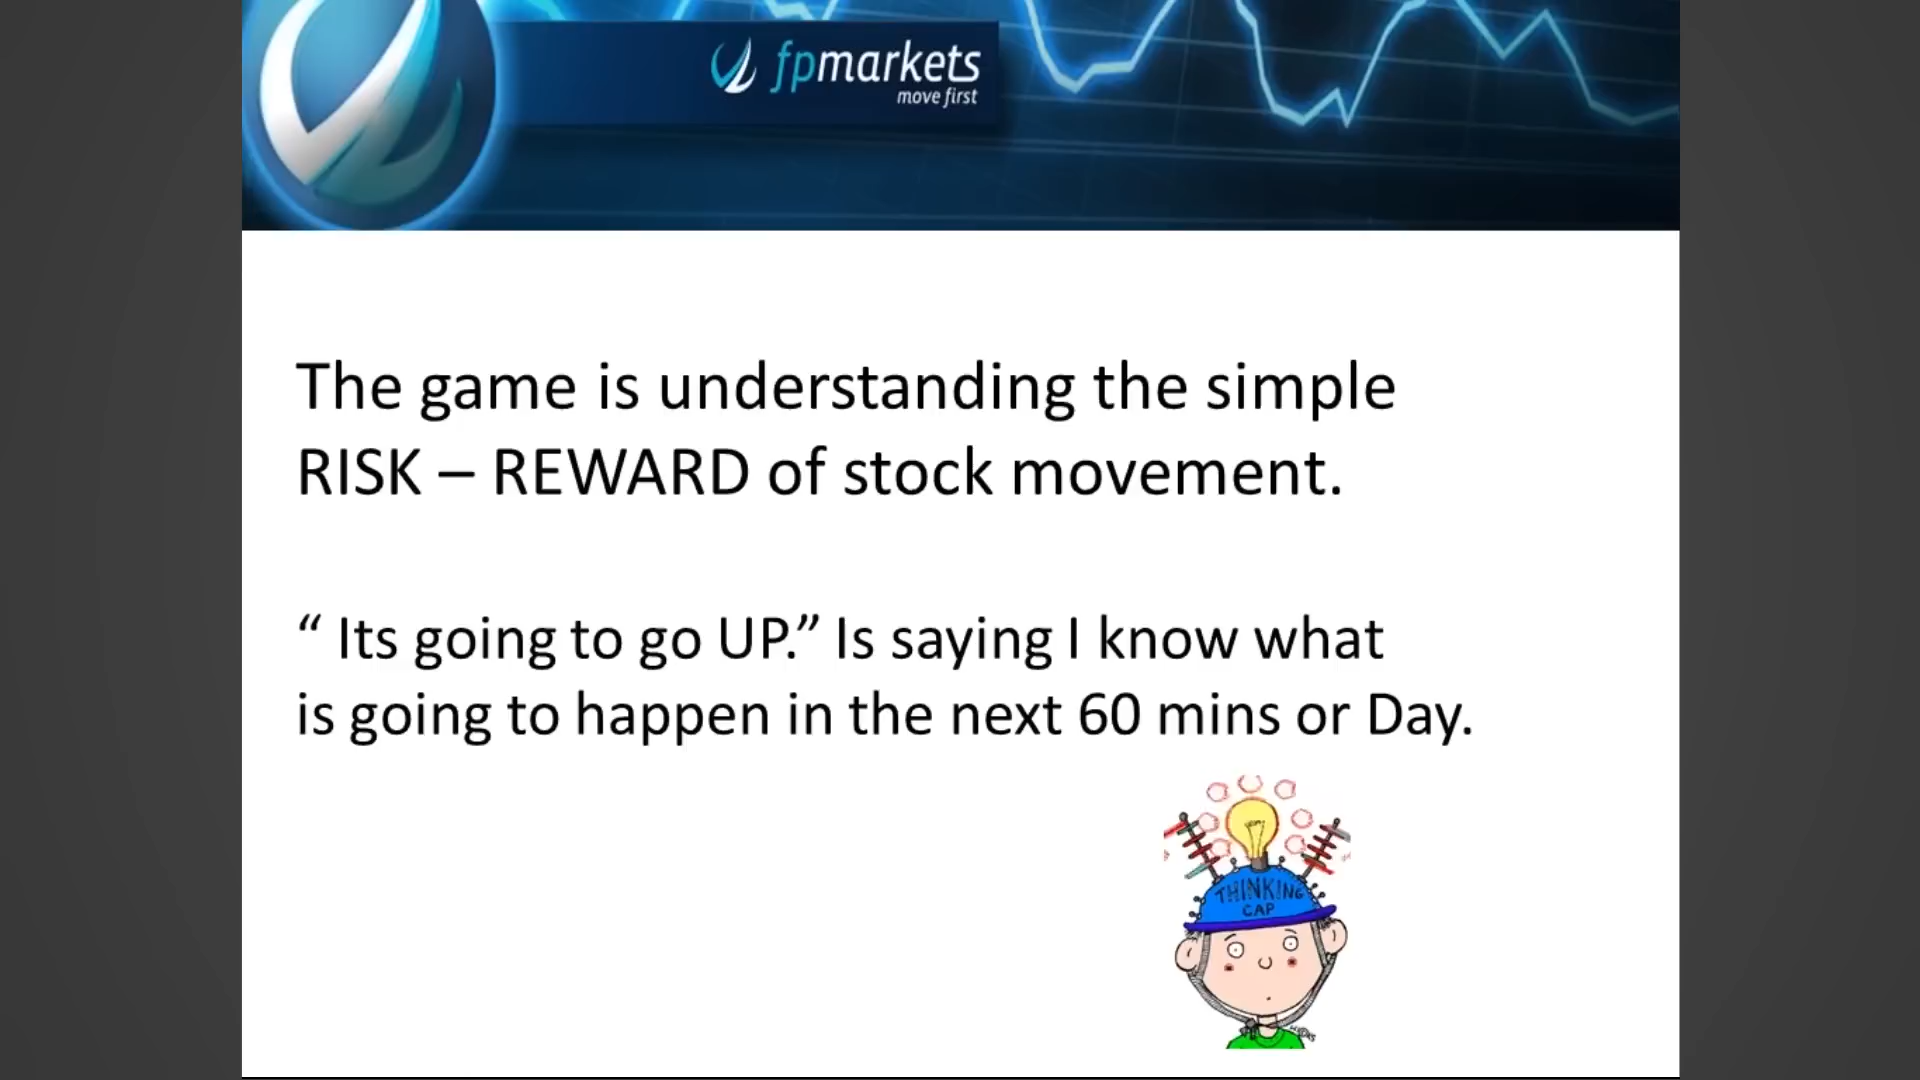 fpmarkets
move first
The game is understanding the simple
RISK – REWARD of stock movement.
“ Its going to go UP.” Is saying I know what
is going to happen in the next 60 mins or Day.
THINKING
CAP